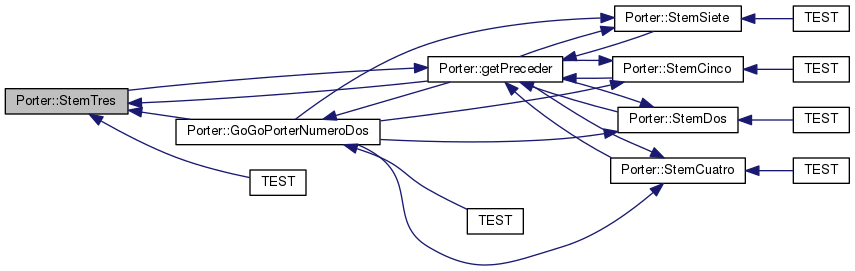 Porter::StemSiete
TEST
Porter::getPreceder
Porter::StemCinco
TEST
Porter::StemTres
Porter::GoGoPorterNumeroDos
Porter::StemDos
TEST
Porter::StemCuatro
TEST
TEST
TEST